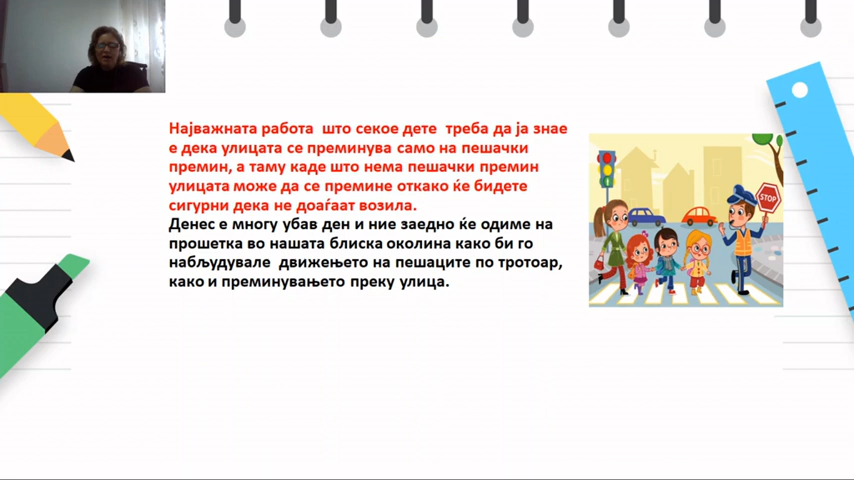 Најважната работа што секое дете треба да ја знае
е дека улицата се преминува само на пешачки
премин, а таму каде што нема пешачки премин
улицата може да се премине откако ќе бидете
сигурни дека не доаѓаат возила.
Денес е многу убав ден и ние заедно ќе одиме на
прошетка во нашата блиска околина како би го
набљудувале движењето на пешаците по тротоар,
како и преминувањето преку улица.
STOP